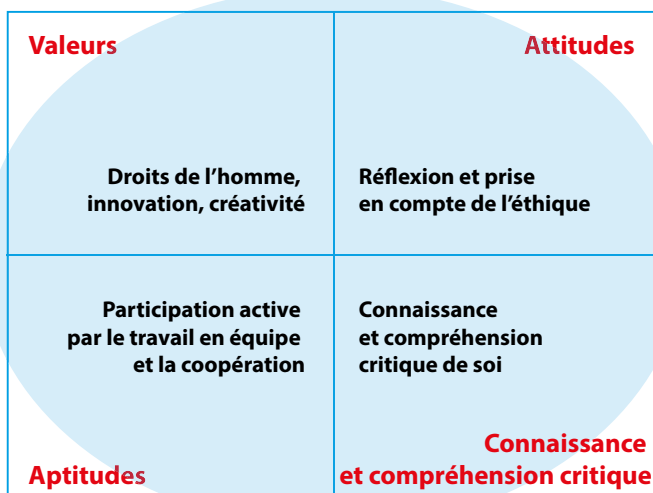 Valeurs
Attitudes
Droits de l’homme,
innovation, créativité
Réflexion et prise
en compte de l’éthique
Participation active
par le travail en équipe
et la coopération
Connaissance
et compréhension
critique de soi
Aptitudes
Connaissance
et compréhension critique